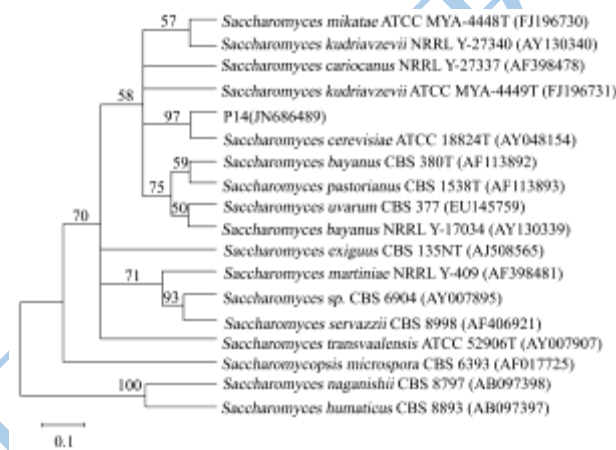 57
Saccharomyces mikatae ATCC MYA-4448T (FJ196730)
Saccharomyces kudriavzevii NRRL Y-27340 (AY130340)
Saccharomyces cariocanus NRRL Y-27337 (AF398478)
58
Saccharomyces kudriavzevii ATCC MYA-4449T (FJ196731)
97
P14(JN686489)
Saccharomyces cerevisiae ATCC 18824T (AY048154)
59
Saccharomyces bayanus CBS 380T (AF113892)
75
Saccharomyces pastorianus CBS 1538T (AF113893)
50
Saccharomyces uvarum CBS 377 (EU145759)
70
Saccharomyces bayanus NRRL Y-17034 (AY130339)
Saccharomyces exiguus CBS 135NT (AJ508565)
71
Saccharomyces martiniae NRRL Y-409 (AF398481)
93
Saccharomyces sp. CBS 6904 (AY007895)
Saccharomyces servazzii CBS 8998 (AF406921)
Saccharomyces transvaalensis ATCC 52906T (AY007907)
Saccharomycopsis microspora CBS 6393 (AF017725)
100
Saccharomyces naganishii CBS 8797 (AB097398)
Saccharomyces humaticus CBS 8893 (AB097397)
0.1